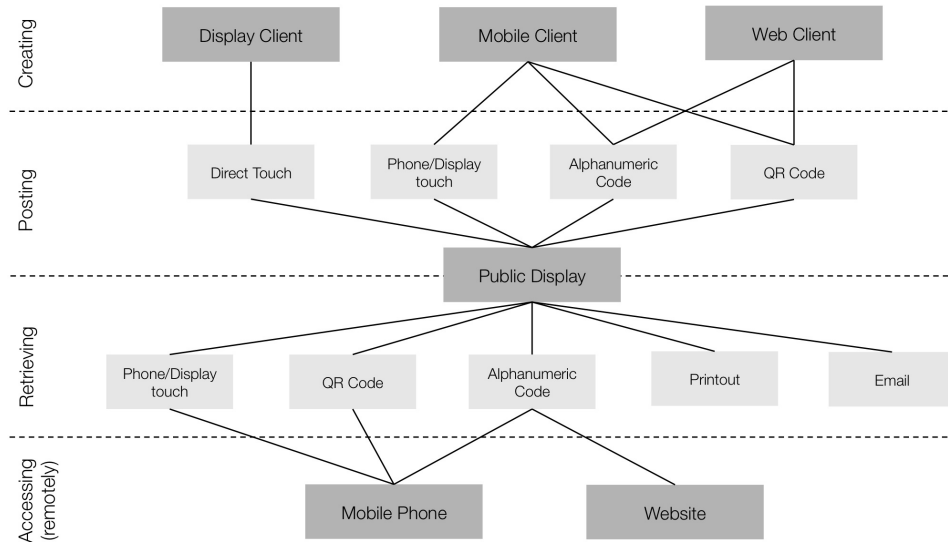 Creating
Display Client
Mobile Client
Web Client
Posting
Direct Touch
Phone/Display
touch
Alphanumeric
Code
QR Code
Public Display
Retrieving
Phone/Display
touch
QR Code
Alphanumeric
Code
Printout
Email
Accessing
(remotely)
Mobile Phone
Website